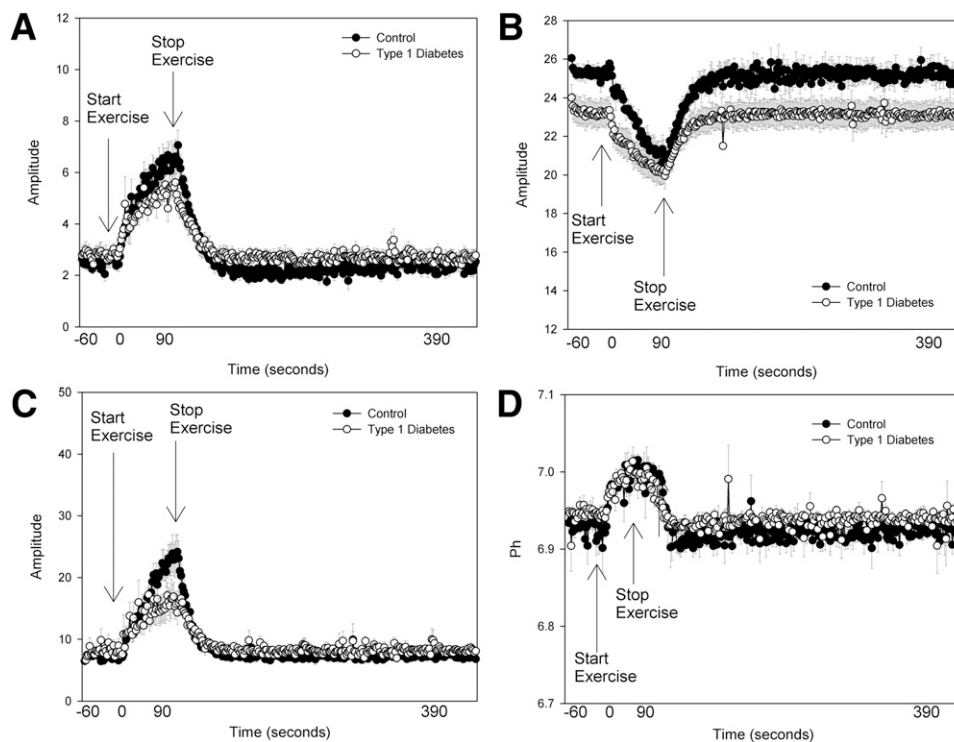 A
12
10
8
6
4
2
0
Amplitude
Start
Exercise
Stop
Exercise
Control
Type 1 Diabetes
-60 0 90 390
Time (seconds)
B
28
26
24
22
20
18
16
14
12
Amplitude
Start
Exercise
Stop
Exercise
Control
Type 1 Diabetes
-60 0 90 390
Time (seconds)
C
50
40
30
20
10
0
Amplitude
Start
Exercise
Stop
Exercise
Control
Type 1 Diabetes
-60 0 90 390
Time (seconds)
D
7.1
7.0
6.9
6.8
6.7
Ph
Stop
Exercise
Start
Exercise
Control
Type 1 Diabetes
-60 0 90 390
Time (seconds)